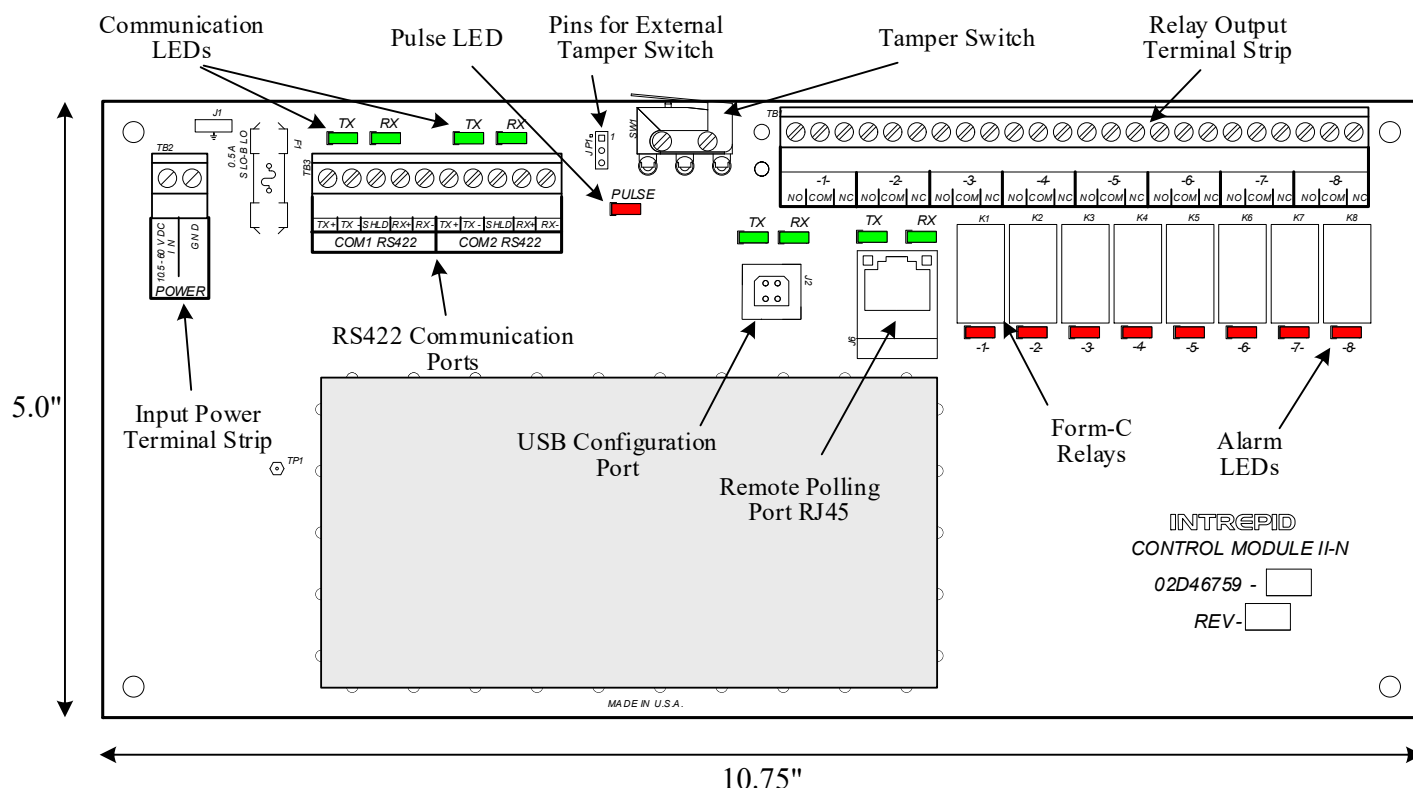 Communication
LEDs
Pulse LED
Pins for External
Tamper Switch
Tamper Switch
Relay Output
Terminal Strip
J1
TB2
0.5A
SLO-BLO
F1
TX RX TX RX
TB3
JP1
1
SW1
TB1
PULSE
-1- -2- -3- -4- -5- -6- -7- -8-
NO COM NC NO COM NC NO COM NC NO COM NC NO COM NC NO COM NC NO COM NC NO COM NC
TX+ TX- SHLD RX+ RX- TX+ TX- SHLD RX+ RX-
COM1 RS422 COM2 RS422
10.5-60 VDC
IN
GND
POWER
TX RX TX RX
K1 K2 K3 K4 K5 K6 K7 K8
J2
J6
-1- -2- -3- -4- -5- -6- -7- -8-
RS422 Communication
Ports
5.0"
Input Power
Terminal Strip
TP1
USB Configuration
Port
Remote Polling
Port RJ45
Form-C
Relays
Alarm
LEDs
INTREPID
CONTROL MODULE II-N
02D46759 -
REV-
MADE IN U.S.A.
10.75"